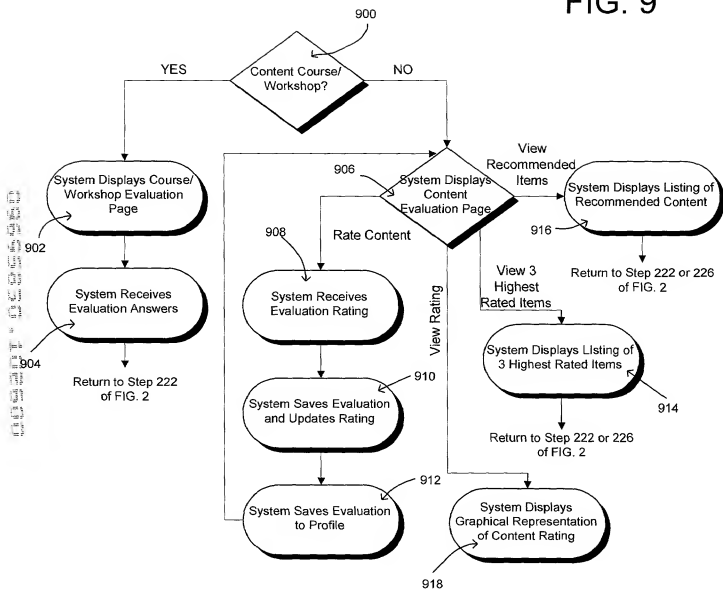 FIG. 9
900
Content Course/
Workshop?
YES
NO
System Displays Course/
Workshop Evaluation
Page
902
System Receives
Evaluation Answers
904
Return to Step 222
of FIG. 2
906
System Displays
Content
Evaluation Page
View
Recommended
Items
System Displays Listing of
Recommended Content
916
Return to Step 222 or 226
of FIG. 2
Rate Content
908
System Receives
Evaluation Rating
View Rating
View 3
Highest
Rated Items
System Displays LIsting of
3 Highest Rated Items
914
Return to Step 222 or 226
of FIG. 2
910
System Saves Evaluation
and Updates Rating
912
System Saves Evaluation
to Profile
System Displays
Graphical Representation
of Content Rating
918